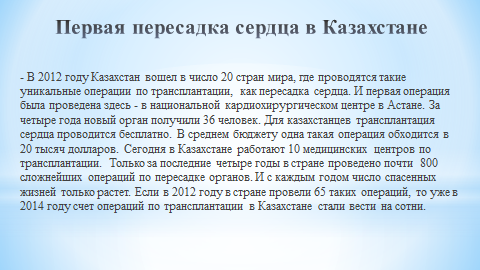 Первая пересадка сердца в Казахстане
- В 2012 году Казахстан вошел в число 20 стран мира, где проводятся такие
уникальные операции по трансплантации, как пересадка сердца. И первая операция
была проведена здесь - в национальной кардиохирургическом центре в Астане. За
четыре года новый орган получили 36 человек. Для казахстанцев трансплантация
сердца проводится бесплатно. В среднем бюджету одна такая операция обходится в
20 тысяч долларов. Сегодня в Казахстане работают 10 медицинских центров по
трансплантации. Только за последние четыре годы в стране проведено почти 800
сложнейших операций по пересадке органов. И с каждым годом число спасенных
жизней только растет. Если в 2012 году в стране провели 65 таких операций, то уже в
2014 году счет операций по трансплантации в Казахстане стали вести на сотни.